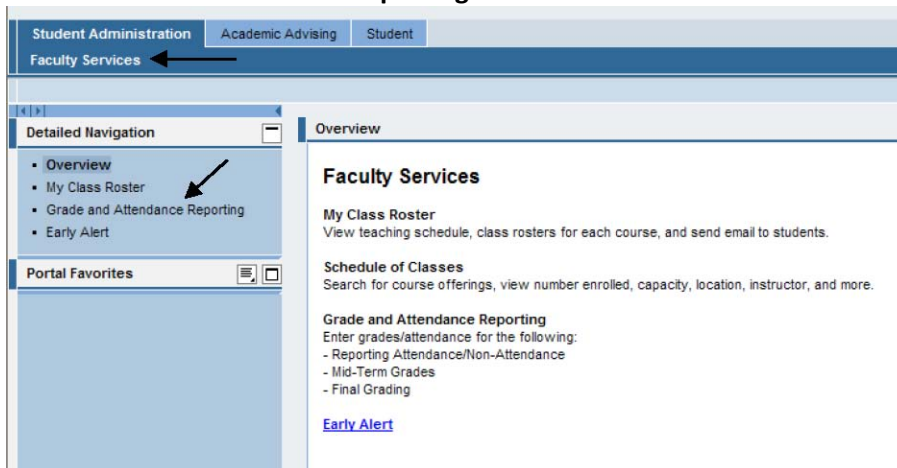 Student Administration Academic Advising Student
Faculty Services
Detailed Navigation
Overview
My Class Roster
Grade and Attendance Reporting
Early Alert
Portal Favorites
Overview
Faculty Services
My Class Roster
View teaching schedule, class rosters for each course, and send email to students.
Schedule of Classes
Search for course offerings, view number enrolled, capacity, location, instructor, and more.
Grade and Attendance Reporting
Enter grades/attendance for the following:
- Reporting Attendance/Non-Attendance
- Mid-Term Grades
- Final Grading
Early Alert